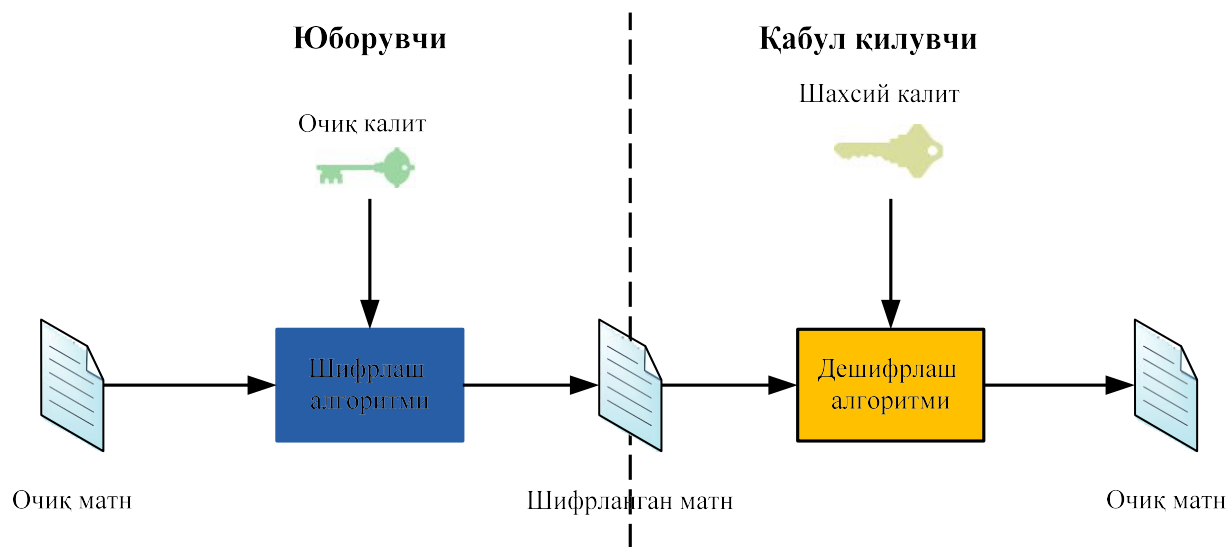 Юборувчи
Қабул қилувчи
Очиқ калит
Шахсий калит
Шифрлаш
алгоритми
Дешифрлаш
алгоритми
Очиқ матн
Шифрланган матн
Очиқ матн